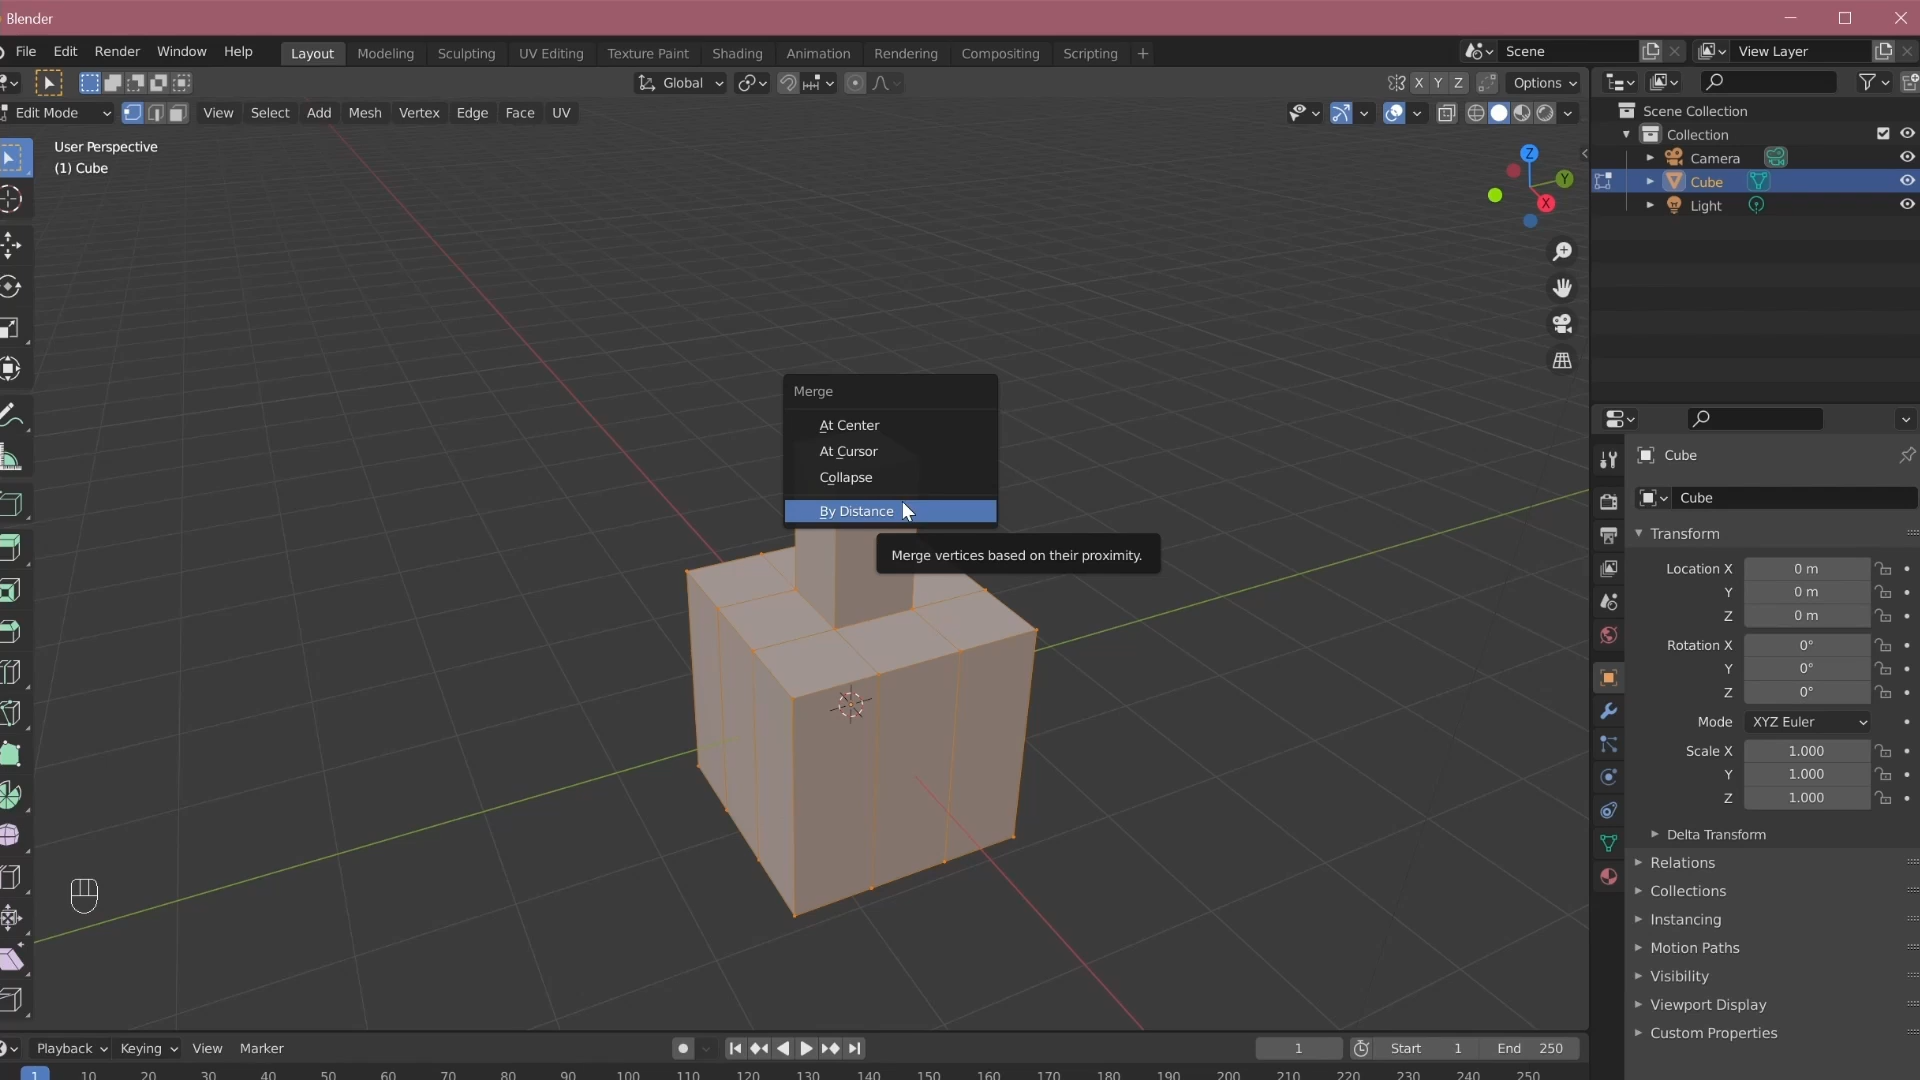 Blender
File Edit Render Window Help Layout Modeling Sculpting UV Editing Texture Paint Shading Animation Rendering Compositing Scripting + Scene View Layer
Global X Y Z Options
Edit Mode View Select Add Mesh Vertex Edge Face UV
User Perspective
(1) Cube
Z
Y
X
Scene Collection
Collection
Camera
Cube
Light
Merge
At Center
At Cursor
Collapse
By Distance
Merge vertices based on their proximity.
Cube
Cube
Transform
Location X 0 m
Y 0 m
Z 0 m
Rotation X 0°
Y 0°
Z 0°
Mode XYZ Euler
Scale X 1.000
Y 1.000
Z 1.000
Delta Transform
Relations
Collections
Instancing
Motion Paths
Visibility
Viewport Display
Custom Properties
Playback Keying View Marker 1 Start 1 End 250
1 10 20 30 40 50 60 70 80 90 100 110 120 130 140 150 160 170 180 190 200 210 220 230 240 250